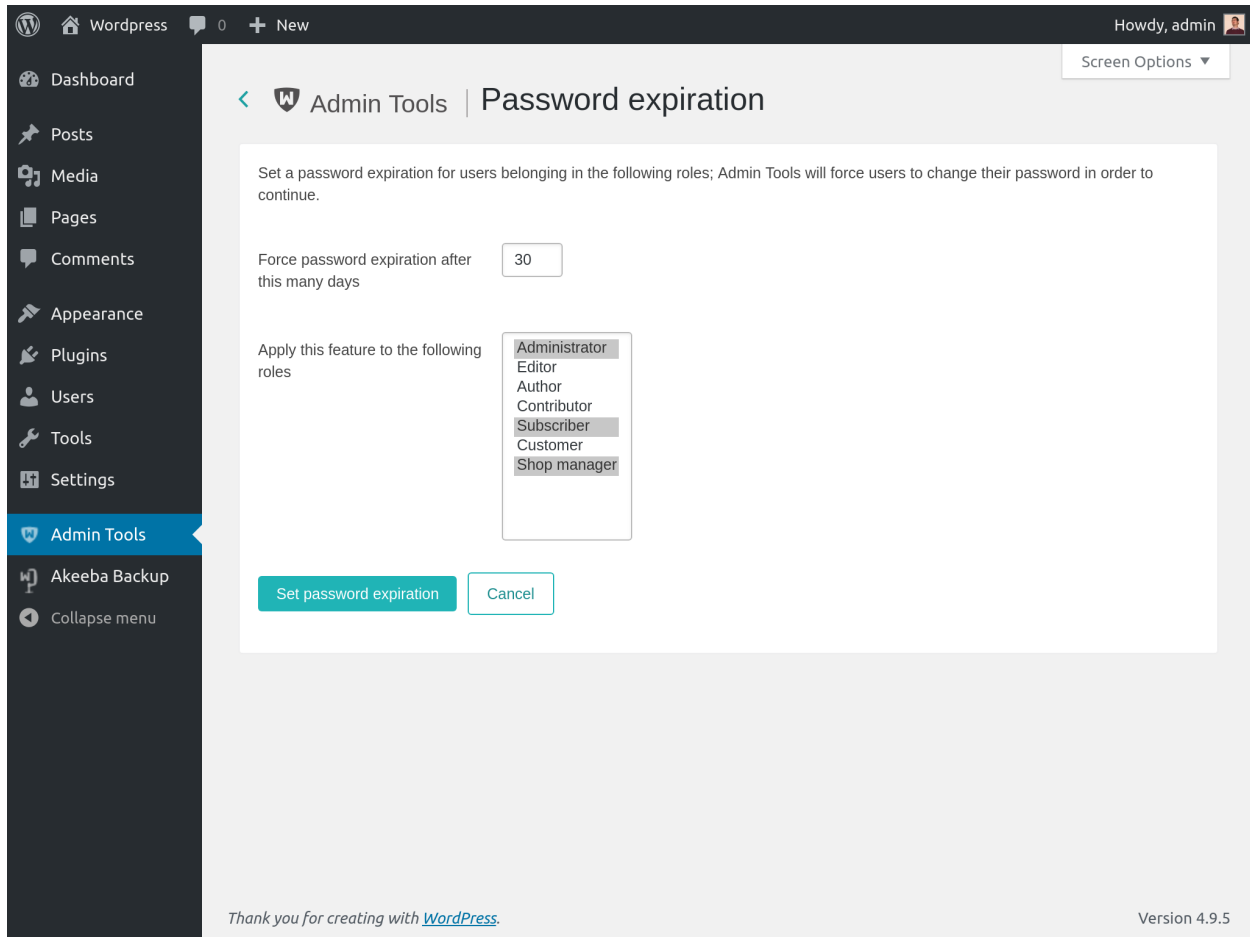 Wordpress 0 New Howdy, admin
Screen Options ▼
Dashboard
Posts
Media
Pages
Comments
Appearance
Plugins
Users
Tools
Settings
Admin Tools
Akeeba Backup
Collapse menu
Admin Tools | Password expiration
Set a password expiration for users belonging in the following roles; Admin Tools will force users to change their password in order to
continue.
Force password expiration after
this many days
30
Apply this feature to the following
roles
Administrator
Editor
Author
Contributor
Subscriber
Customer
Shop manager
Set password expiration Cancel
Thank you for creating with WordPress. Version 4.9.5